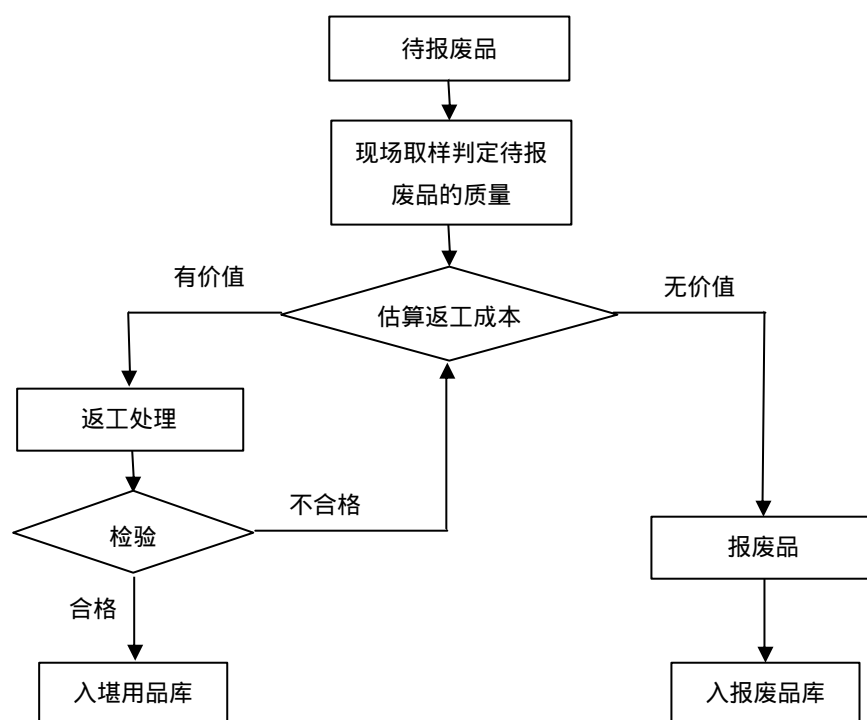 待报废品
现场取样判定待报
废品的质量
有价值
无价值
估算返工成本
返工处理
不合格
检验
报废品
合格
入堪用品库
入报废品库